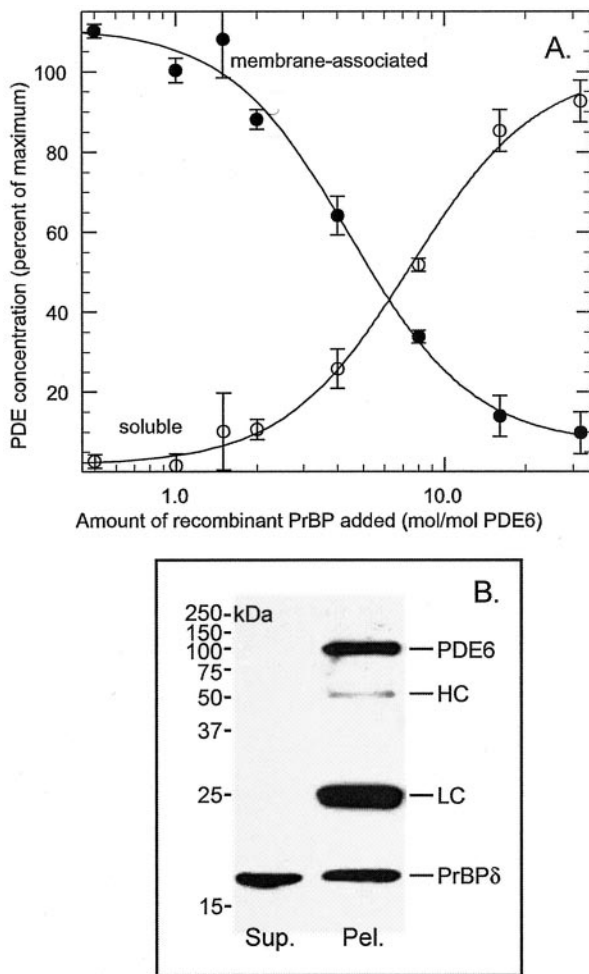 A.
membrane-associated
soluble
PDE concentration (percent of maximum)
100
80
60
40
20
1.0 10.0
Amount of recombinant PrBP added (mol/mol PDE6)
B.
250- kDa
150-
100-
75-
50-
37-
25-
15-
PDE6
HC
LC
PrBPδ
Sup. Pel.